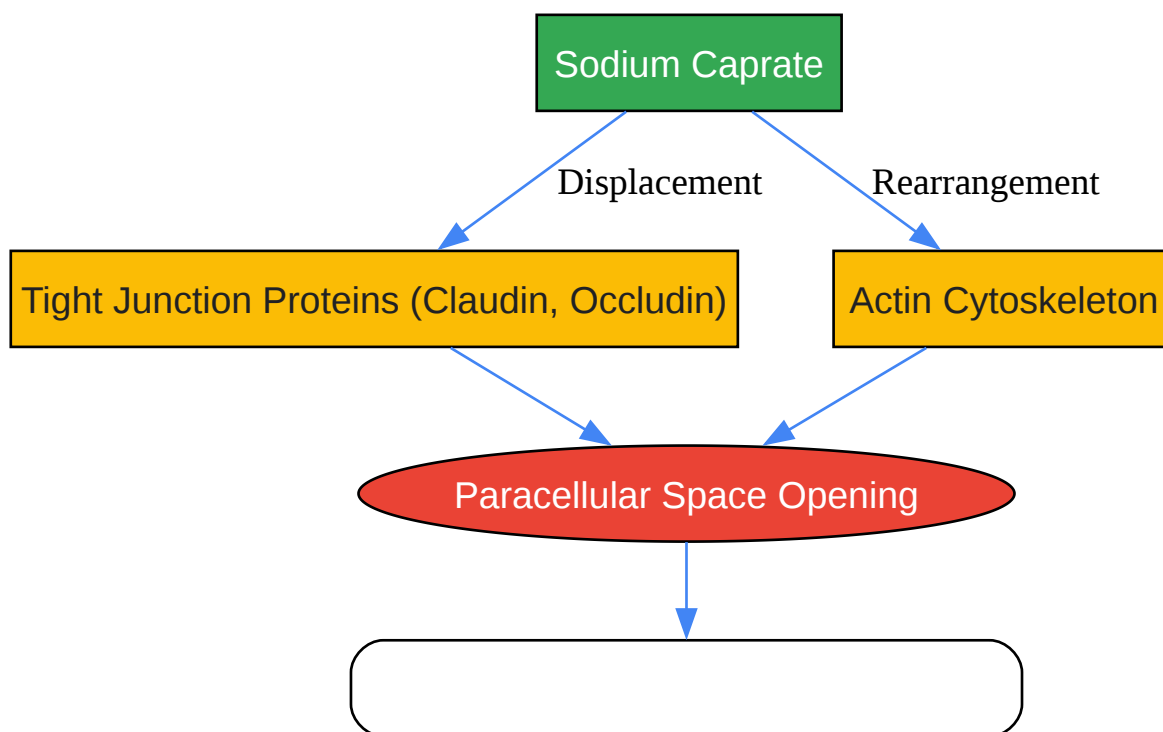 Sodium Caprate
Displacement
Rearrangement
Tight Junction Proteins (Claudin, Occludin)
Actin Cytoskeleton
Paracellular Space Opening